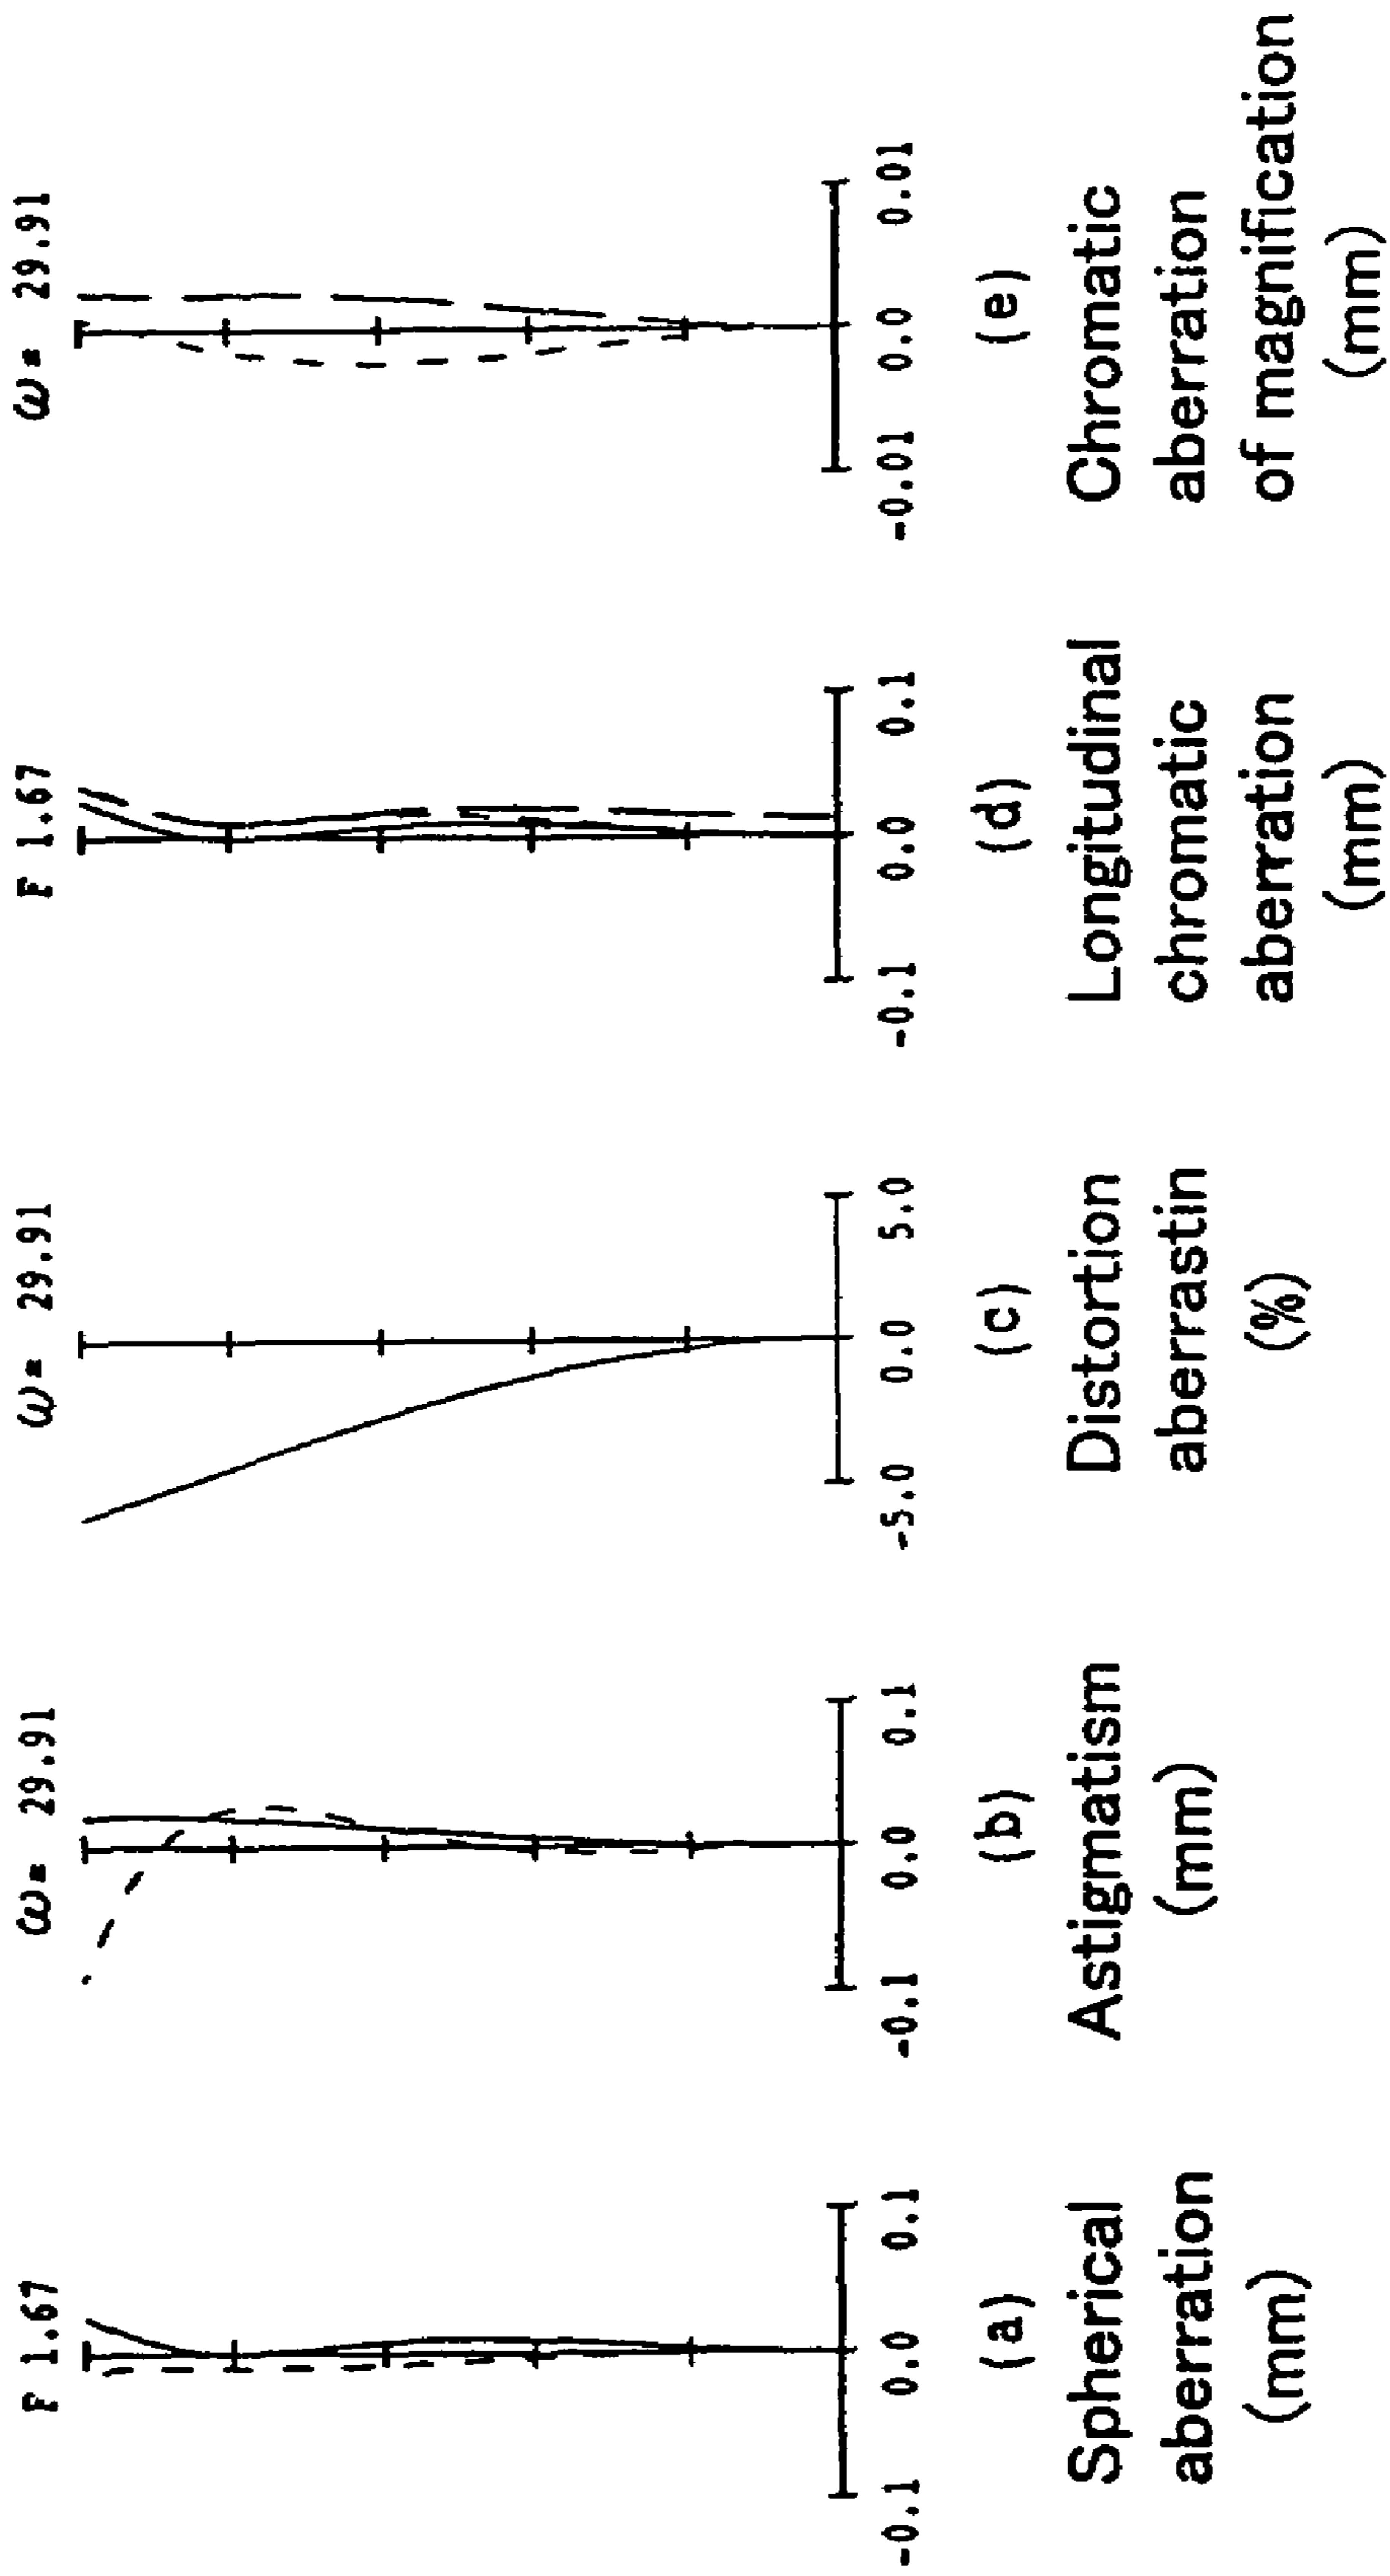 F 1.67
-0.1 0.0 0.1
(a)
Spherical
aberration
(mm)
ω= 29.91
-0.1 0.0 0.1
(b)
Astigmatism
(mm)
ω= 29.91
-5.0 0.0 5.0
(c)
Distortion
aberrastin
(%)
F 1.67
-0.1 0.0 0.1
(d)
Longitudinal
chromatic
aberration
(mm)
ω= 29.91
-0.01 0.0 0.01
(e)
Chromatic
aberration
of magnification
(mm)